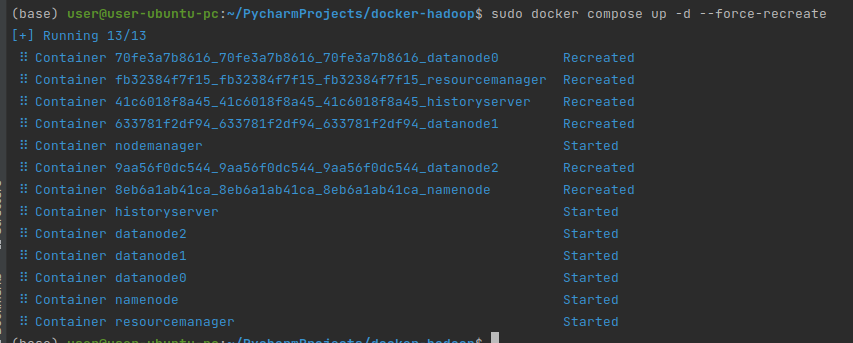 (base) user@user-ubuntu-pc:~/PycharmProjects/docker-hadoop$ sudo docker compose up -d --force-recreate
[+] Running 13/13
⠿ Container 70fe3a7b8616_70fe3a7b8616_70fe3a7b8616_datanode0 Recreated
⠿ Container fb32384f7f15_fb32384f7f15_fb32384f7f15_resourcemanager Recreated
⠿ Container 41c6018f8a45_41c6018f8a45_41c6018f8a45_historyserver Recreated
⠿ Container 633781f2df94_633781f2df94_633781f2df94_datanode1 Recreated
⠿ Container nodemanager Started
⠿ Container 9aa56f0dc544_9aa56f0dc544_9aa56f0dc544_datanode2 Recreated
⠿ Container 8eb6a1ab41ca_8eb6a1ab41ca_8eb6a1ab41ca_namenode Recreated
⠿ Container historyserver Started
⠿ Container datanode2 Started
⠿ Container datanode1 Started
⠿ Container datanode0 Started
⠿ Container namenode Started
⠿ Container resourcemanager Started
(base) user@user-ubuntu-pc:~/PycharmProjects/docker-hadoop$